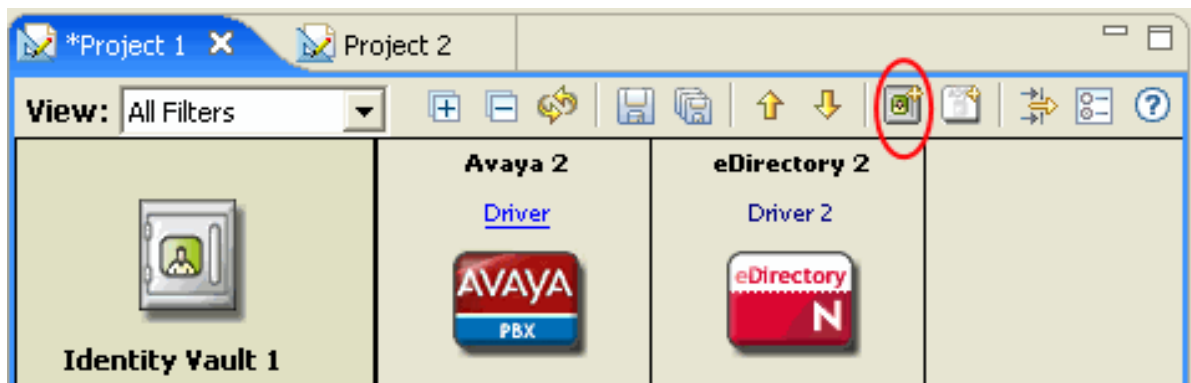 *Project 1 Project 2
View: All Filters
Avaya 2 eDirectory 2
Driver Driver 2
AVAYA eDirectory
PBX N
Identity Vault 1